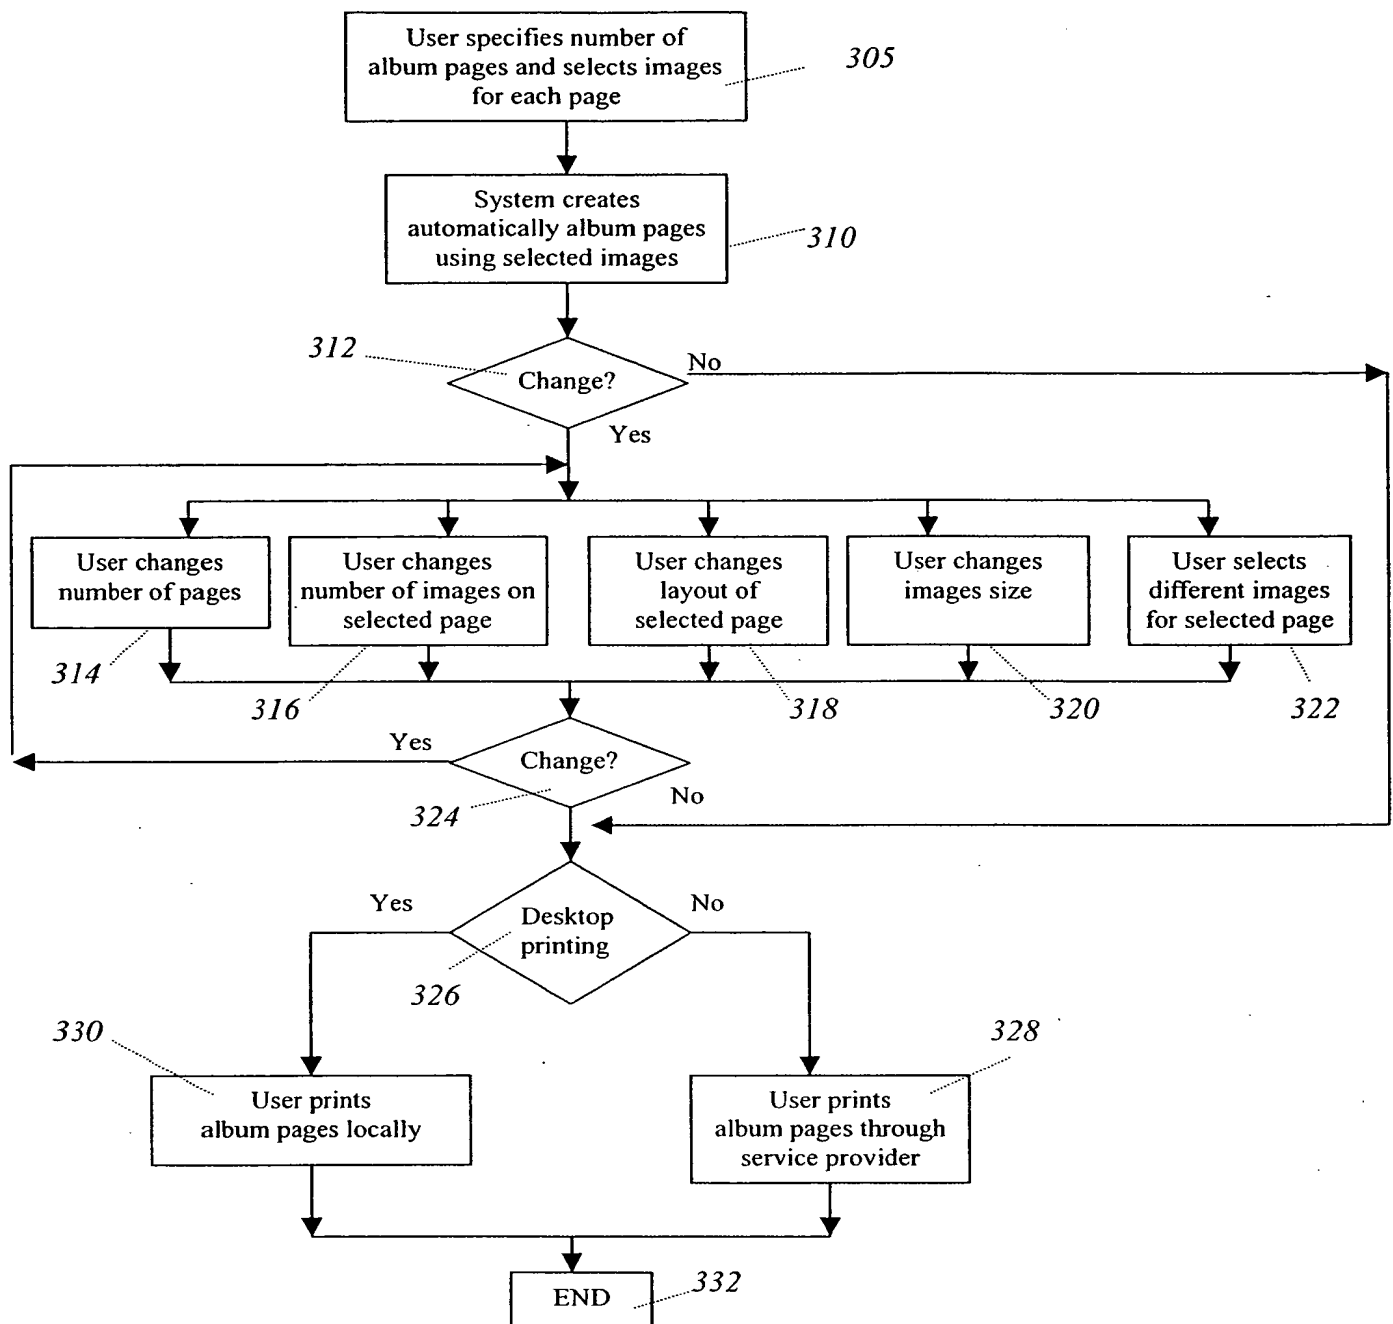 User specifies number of
album pages and selects images
for each page
305
System creates
automatically album pages
using selected images
310
312
Change?
No
Yes
User changes
number of pages
User changes
number of images on
selected page
User changes
layout of
selected page
User changes
images size
User selects
different images
for selected page
314
316
318
320
322
Yes
Change?
No
324
Yes
Desktop
printing
No
326
330
328
User prints
album pages locally
User prints
album pages through
service provider
END
332